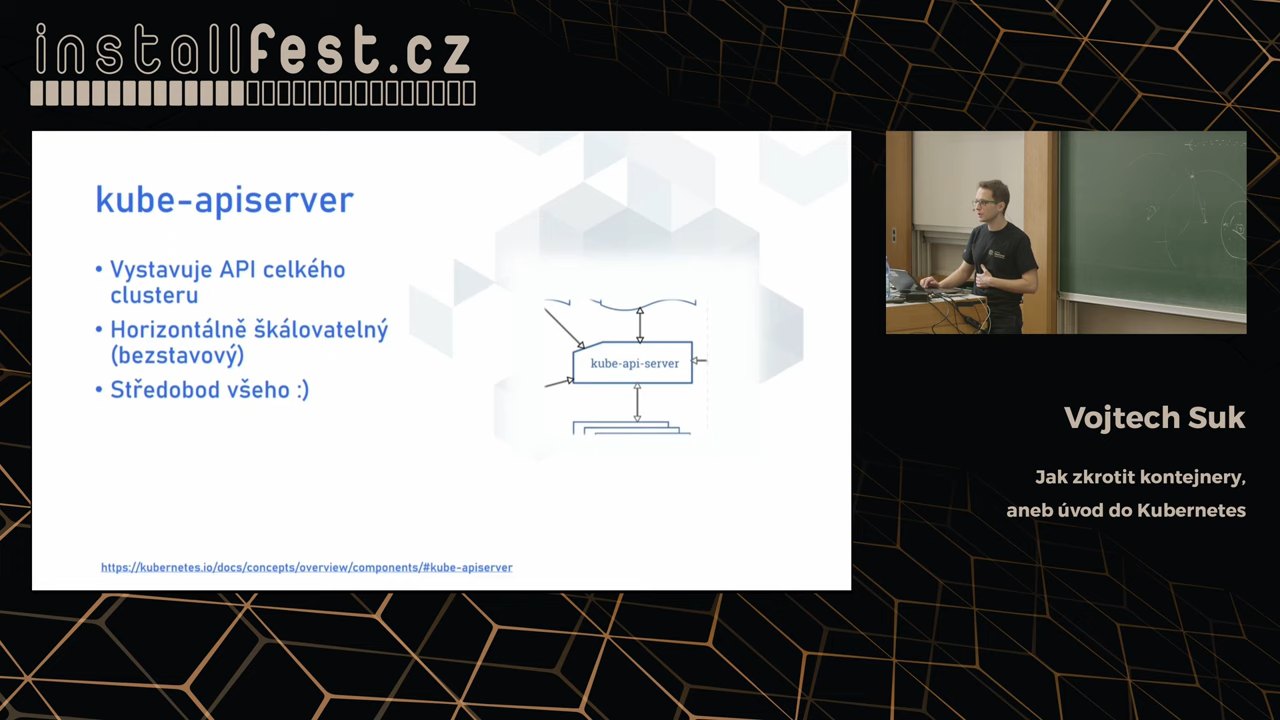 installfest.cz
kube-apiserver
• Vystavuje API celkého
clusteru
• Horizontálně škálovatelný
(bezstavový)
• Středobod všeho :)
kube-api-server
https://kubernetes.io/docs/concepts/overview/components/#kube-apiserver
Vojtech Suk
Jak zkrotit kontejnery,
aneb úvod do Kubernetes